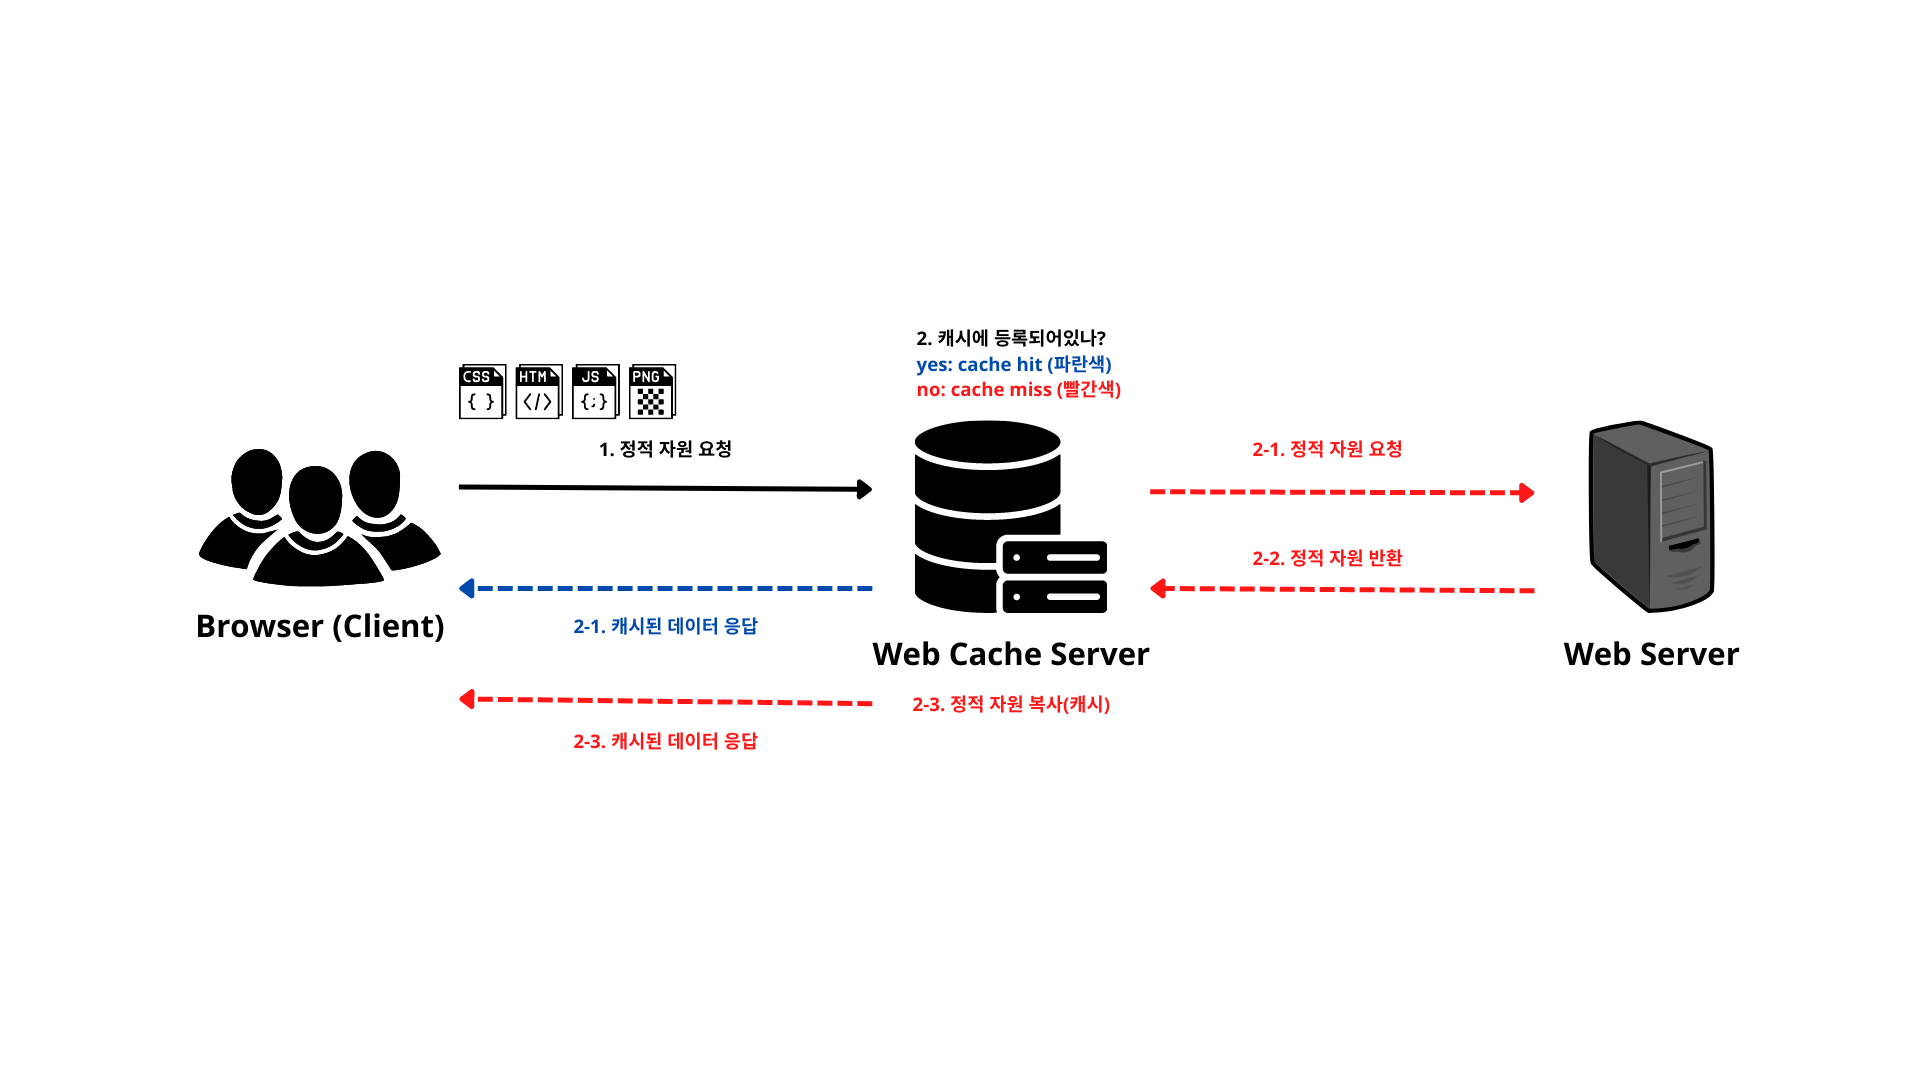 2. 캐시에 등록되어있나?
yes: cache hit (파란색)
no: cache miss (빨간색)
CSS
HTM
JS
PNG
{ }
</>
{;}
1. 정적 자원 요청
2-1. 정적 자원 요청
2-2. 정적 자원 반환
Browser (Client)
2-1. 캐시된 데이터 응답
Web Cache Server
Web Server
2-3. 정적 자원 복사(캐시)
2-3. 캐시된 데이터 응답